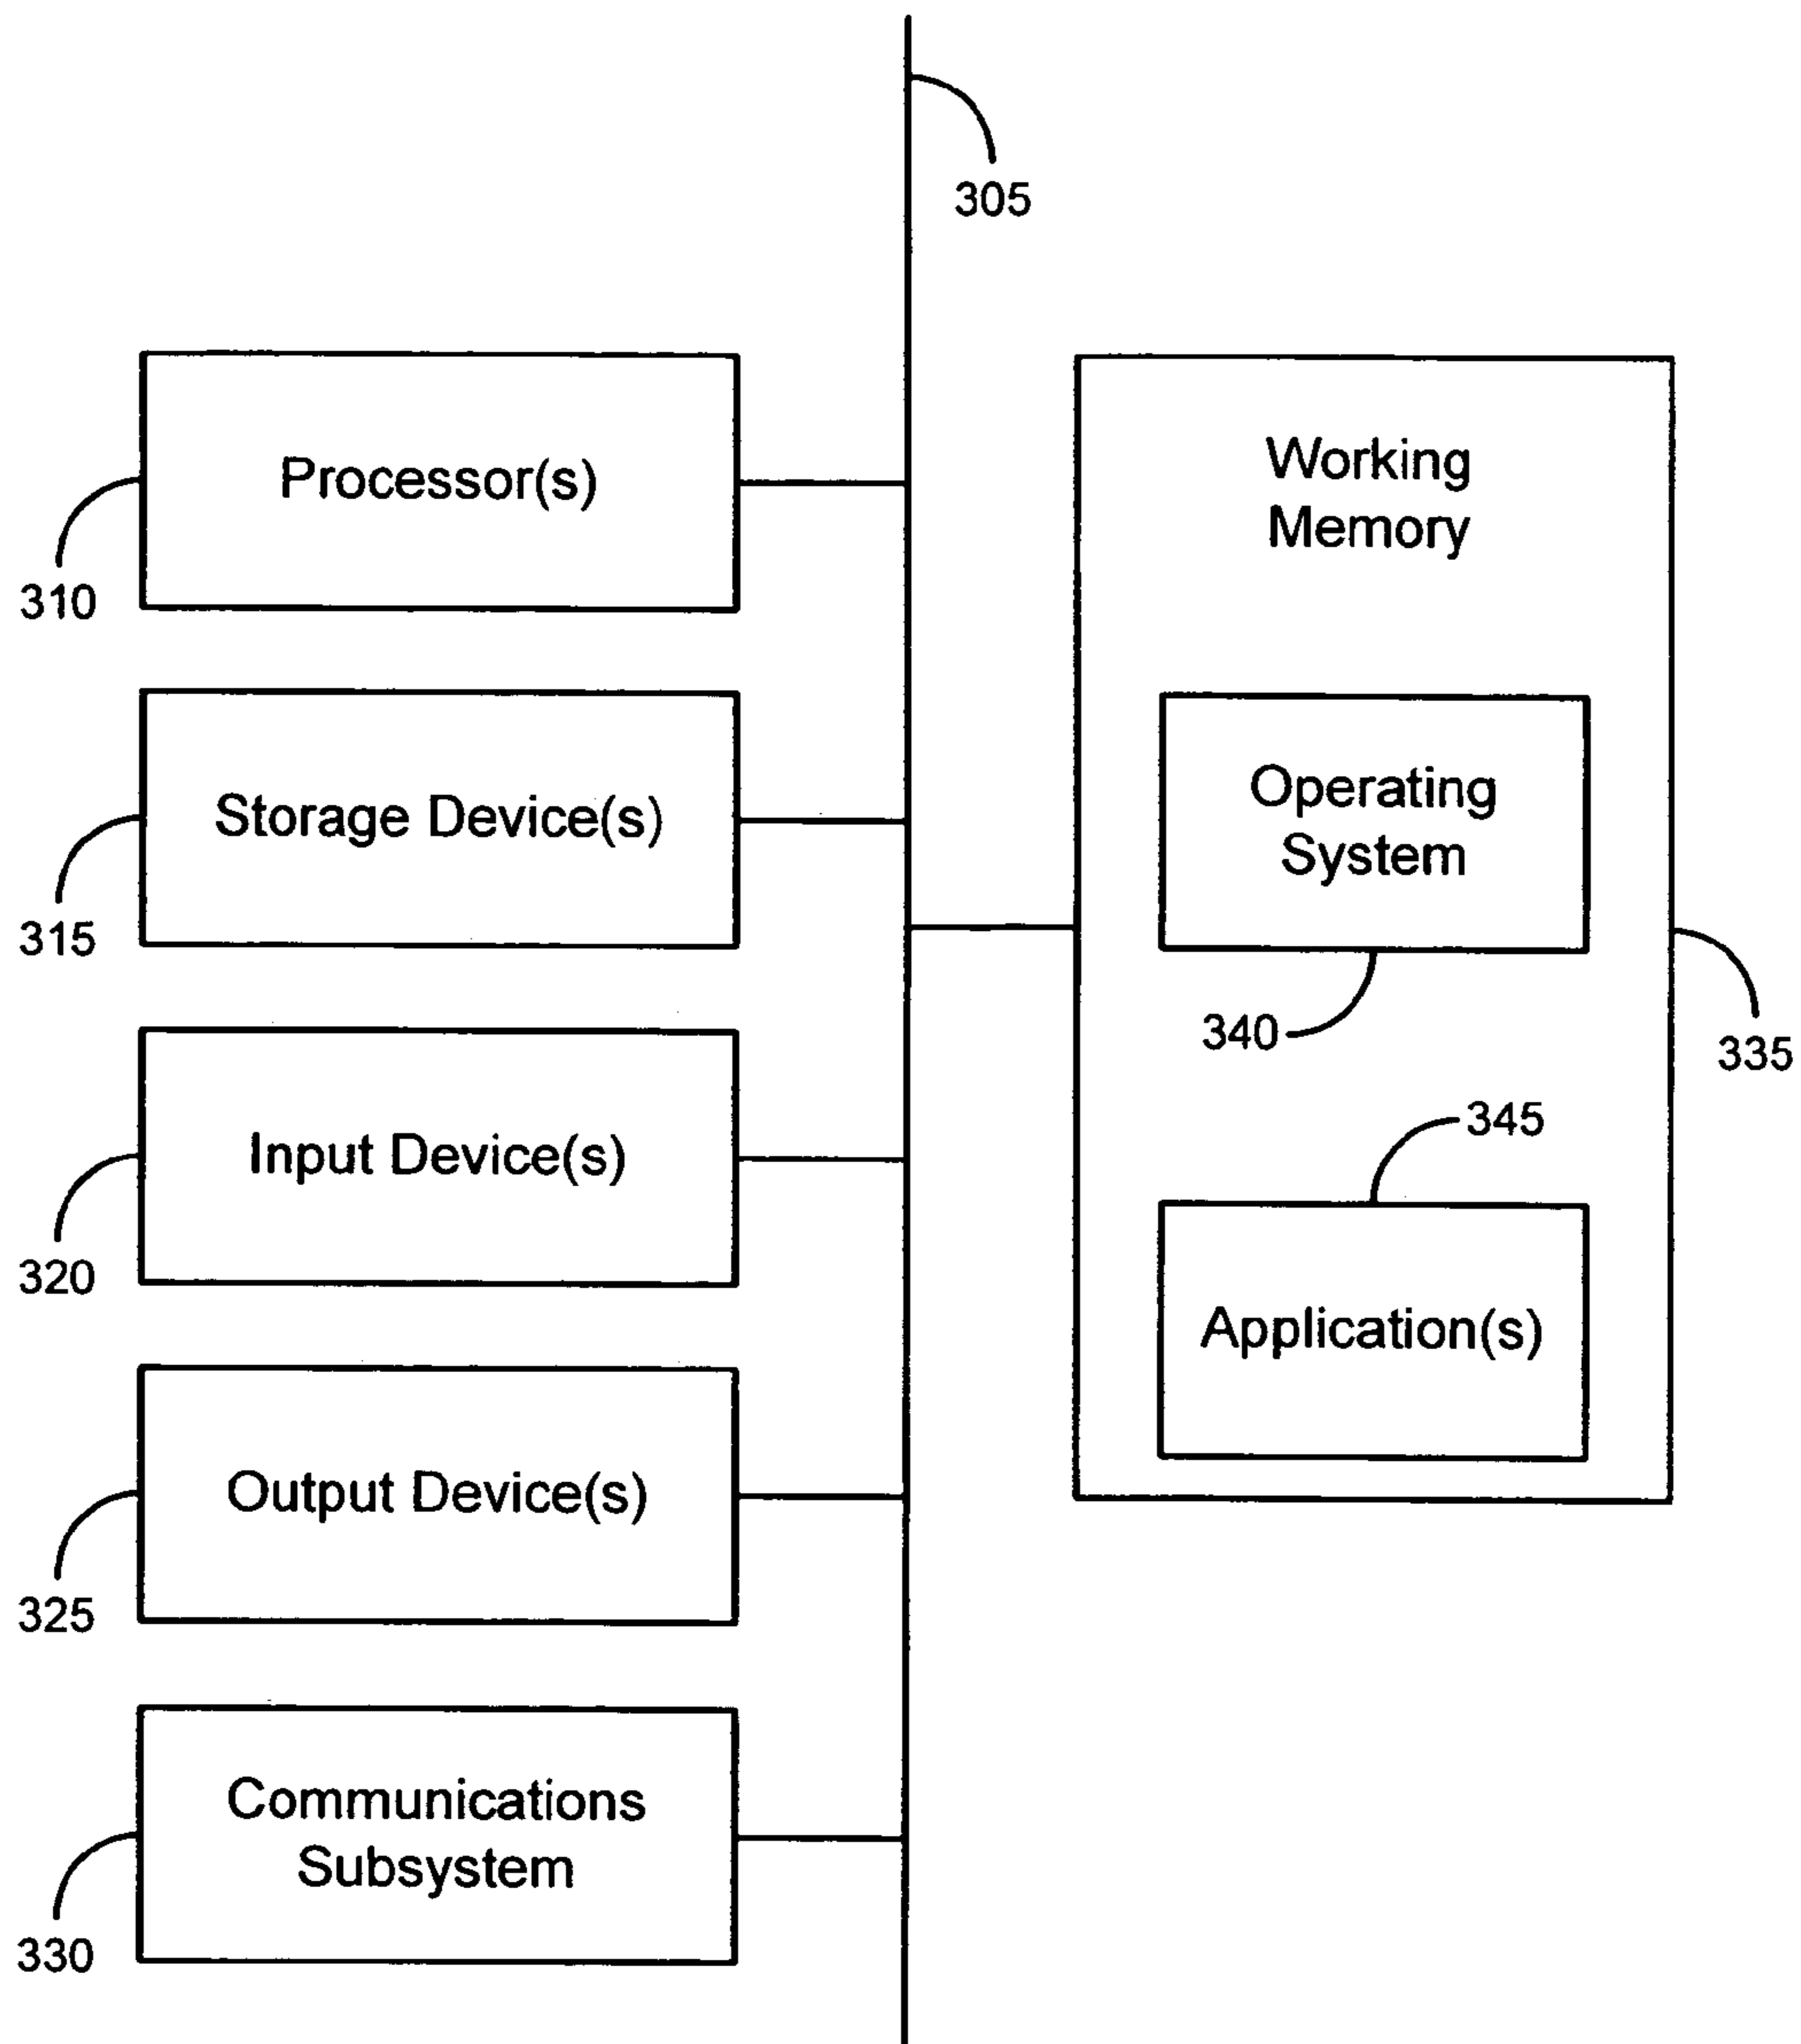 305
Processor(s)
310
Storage Device(s)
315
Input Device(s)
320
Output Device(s)
325
Communications
Subsystem
330
Working
Memory
Operating
System
340
335
345
Application(s)